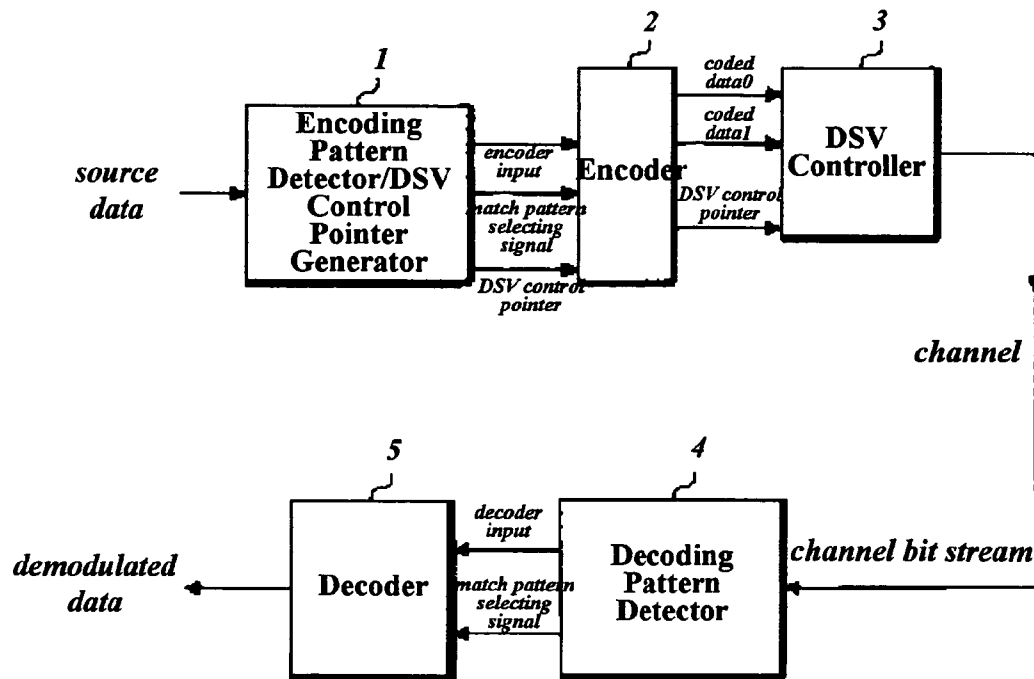 1
2
3
Encoding
Pattern
Detector/DSV
Control
Pointer
Generator
source
data
encoder
input
match pattern
selecting
signal
DSV control
pointer
Encoder
coded
data0
coded
data1
DSV control
pointer
DSV
Controller
channel
5
4
demodulated
data
Decoder
decoder
input
match pattern
selecting
signal
Decoding
Pattern
Detector
channel bit stream